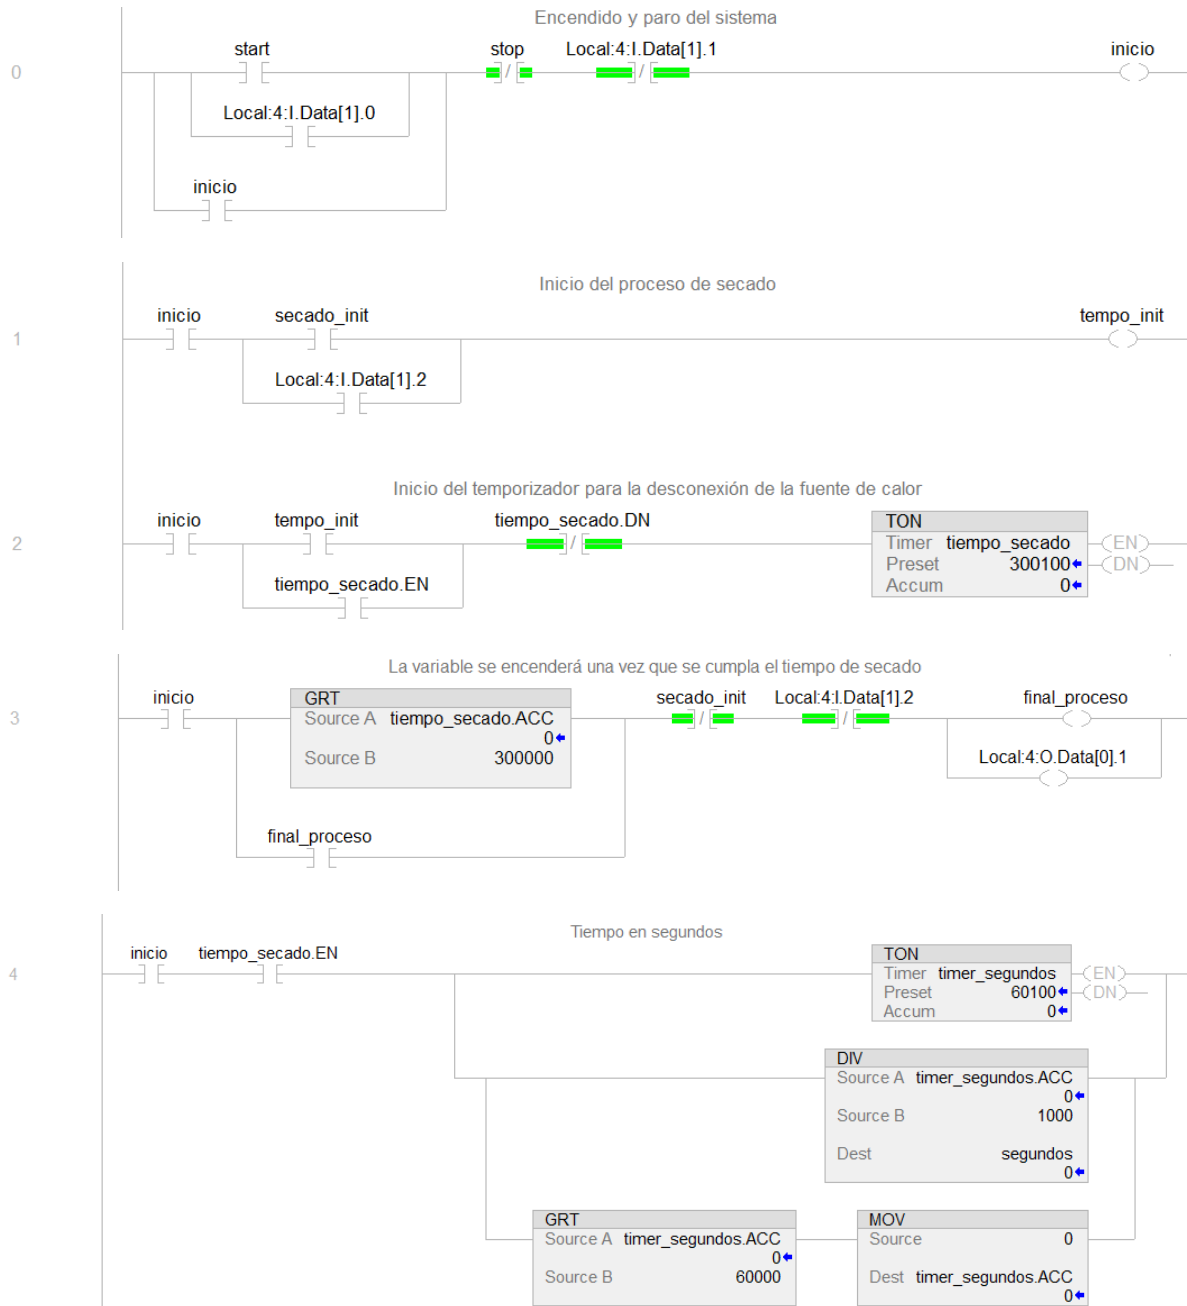 Encendido y paro del sistema
start stop Local:4:I.Data[1].1 inicio
0
Local:4:I.Data[1].0
inicio
Inicio del proceso de secado
inicio secado_init tempo_init
1
Local:4:I.Data[1].2
Inicio del temporizador para la desconexión de la fuente de calor
inicio tempo_init tiempo_secado.DN TON
2 Timer tiempo_secado (EN)
Preset 300100 (DN)
tiempo_secado.EN Accum 0
La variable se encenderá una vez que se cumpla el tiempo de secado
inicio GRT secado_init Local:4:I.Data[1].2 final_proceso
3 Source A tiempo_secado.ACC
0
Source B 300000 Local:4:O.Data[0].1
final_proceso
Tiempo en segundos
inicio tiempo_secado.EN TON
4 Timer timer_segundos (EN)
Preset 60100 (DN)
Accum 0
DIV
Source A timer_segundos.ACC
0
Source B 1000
Dest segundos
0
GRT MOV
Source A timer_segundos.ACC Source 0
0
Source B 60000 Dest timer_segundos.ACC
0